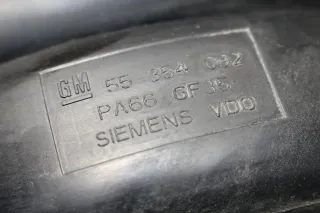 GM 55 354 042
PA66 GF35
SIEMENS VDO